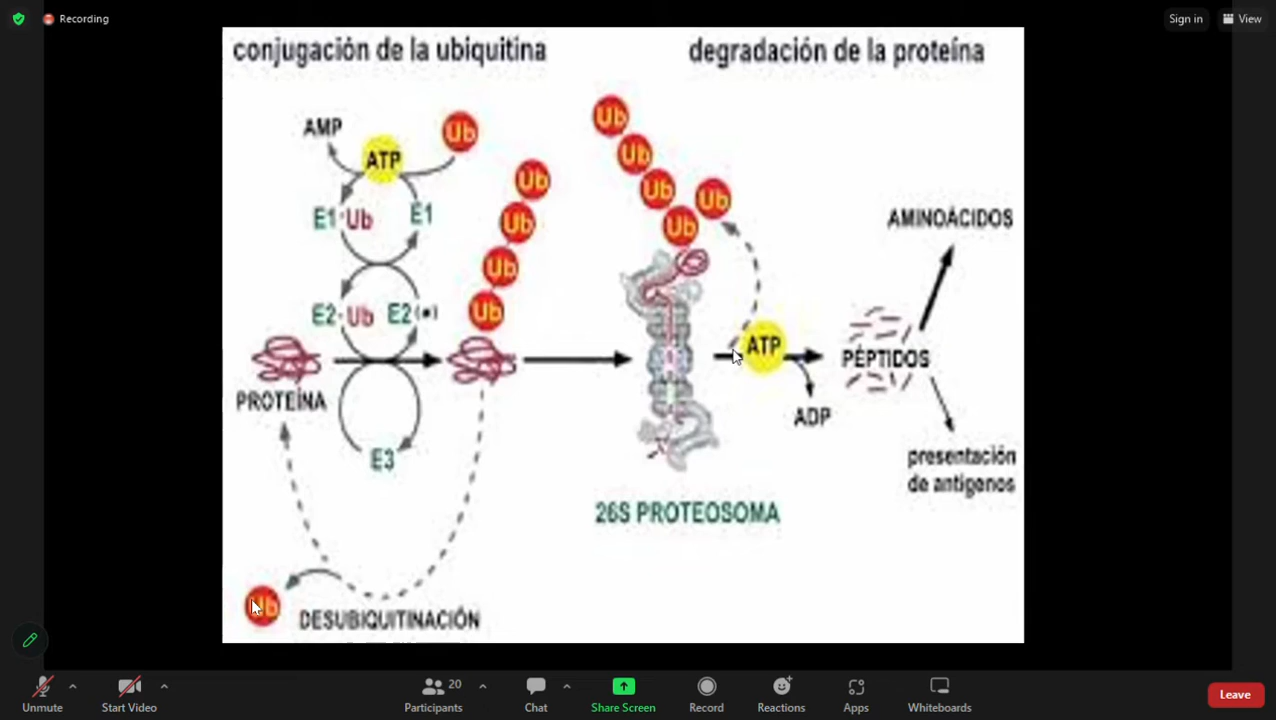 Recording
Sign in
View
conjugación de la ubiquitina
degradación de la proteína
AMP
ATP
Ub
Ub
Ub
Ub
Ub
E1·Ub
E1
E2·Ub
E2(•)
PROTEÍNA
E3
Ub
DESUBIQUITINACIÓN
Ub
Ub
Ub
Ub
Ub
26S PROTEOSOMA
ATP
ADP
PÉPTIDOS
AMINOÁCIDOS
presentación
de antígenos
Unmute
Start Video
20
Participants
Chat
Share Screen
Record
Reactions
Apps
Whiteboards
Leave